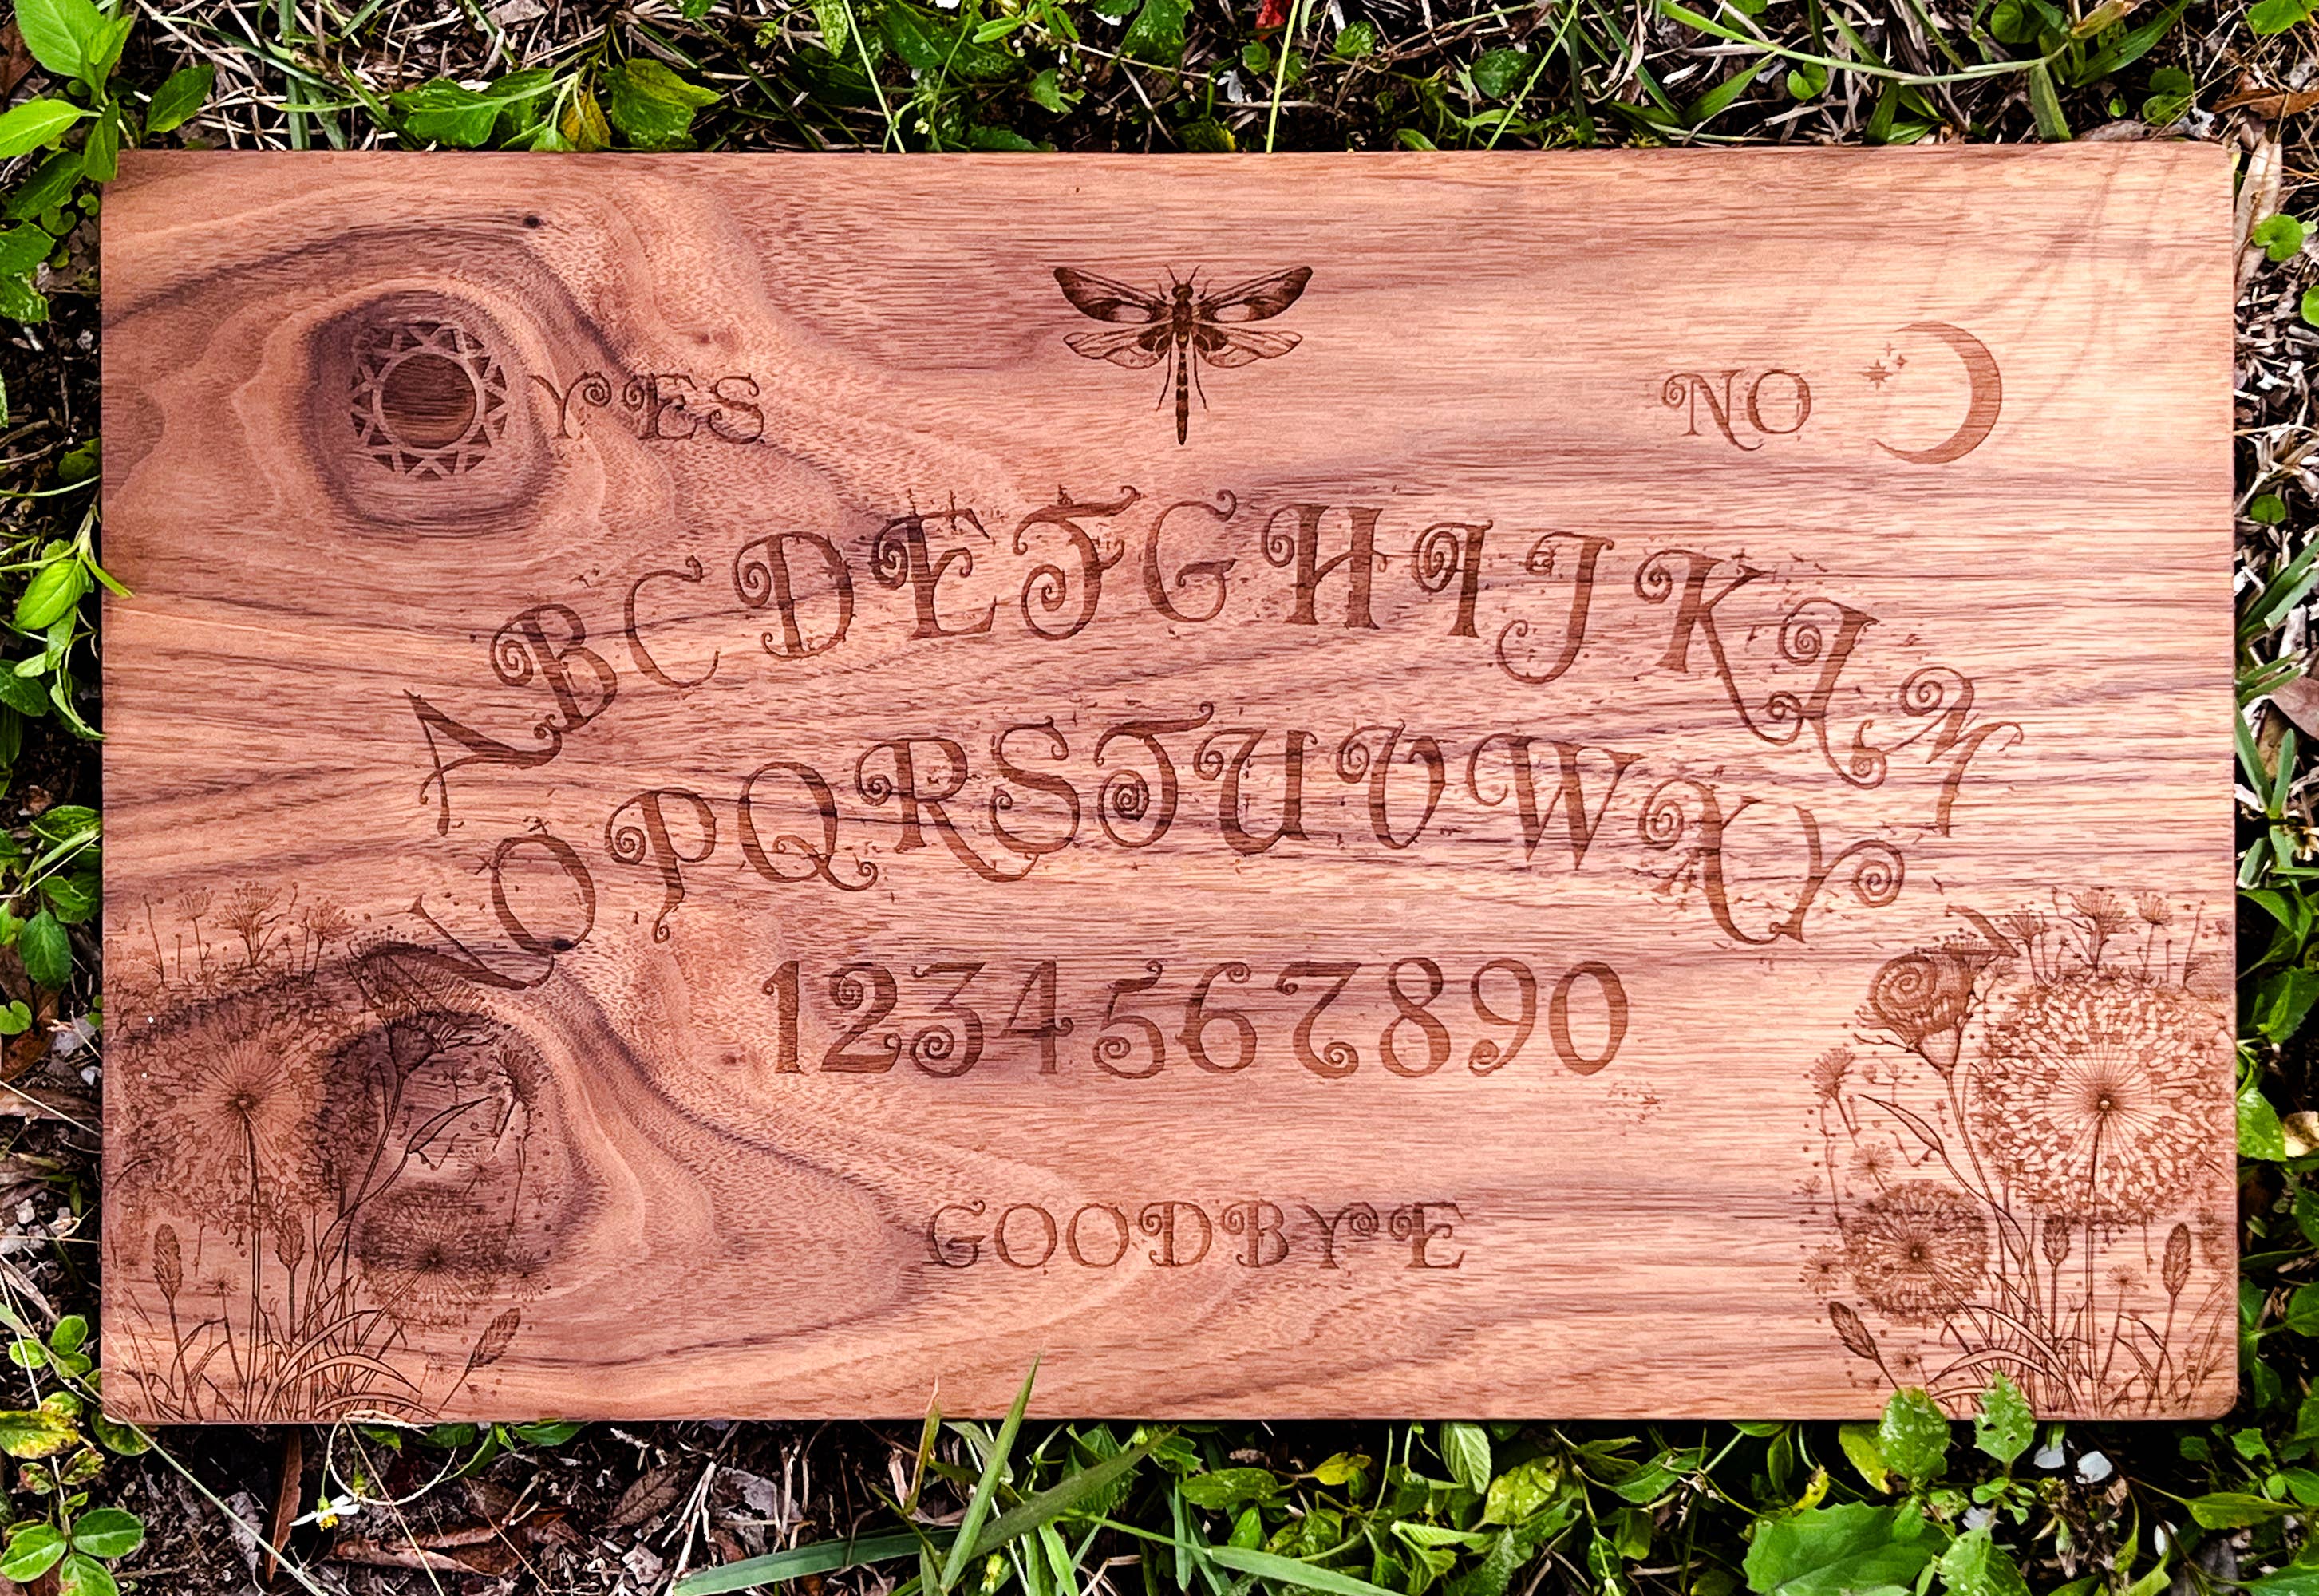 YES NO
ABCDEFGHIJKLM
NOPQRSTUVWXYZ
1234567890
GOODBYE